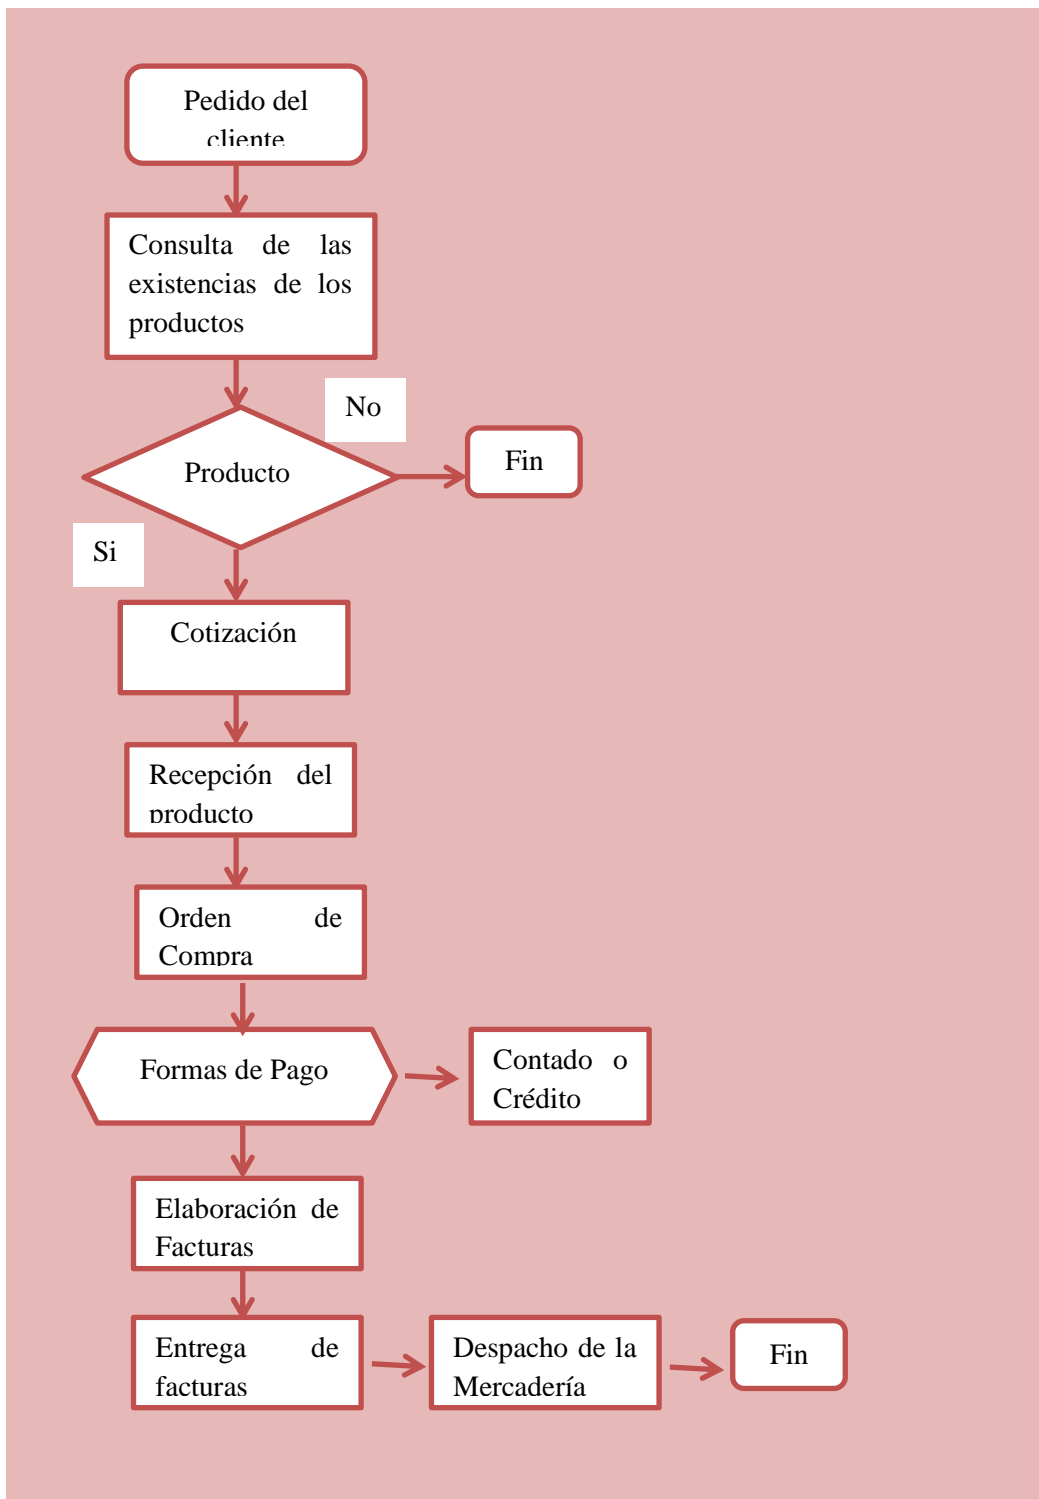 Pedido del
cliente
Consulta de las
existencias de los
productos
No
Producto
Fin
Si
Cotización
Recepción del
producto
Orden de
Compra
Formas de Pago
Contado o
Crédito
Elaboración de
Facturas
Entrega de
facturas
Despacho de la
Mercadería
Fin